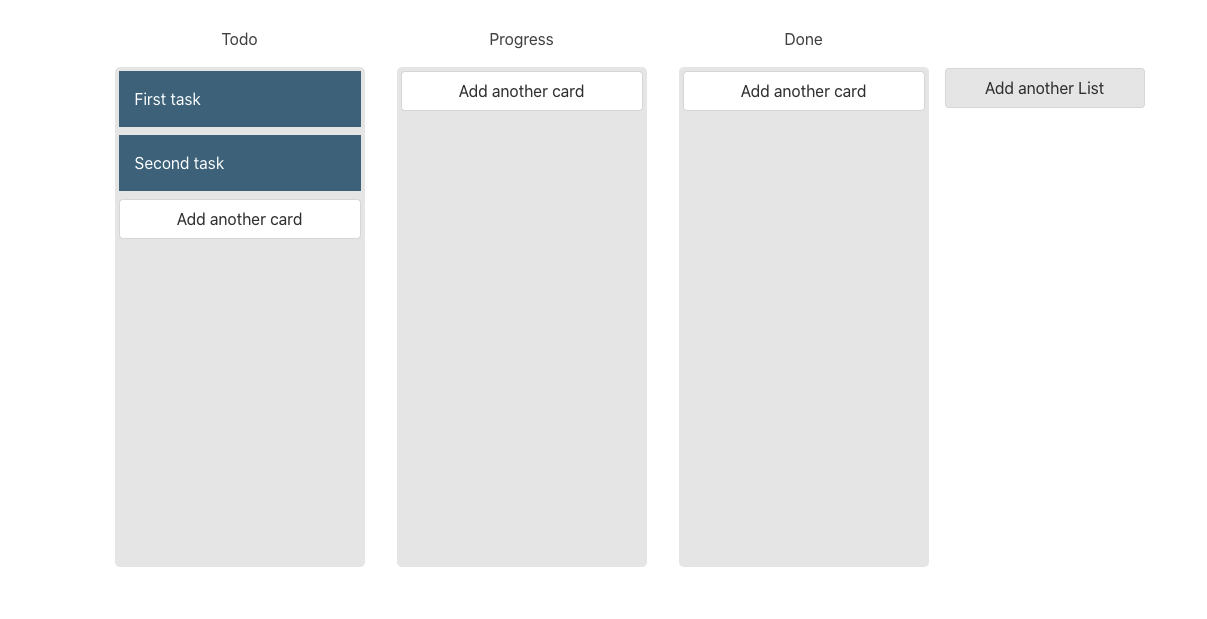 Todo
First task
Second task
Add another card
Progress
Add another card
Done
Add another card
Add another List